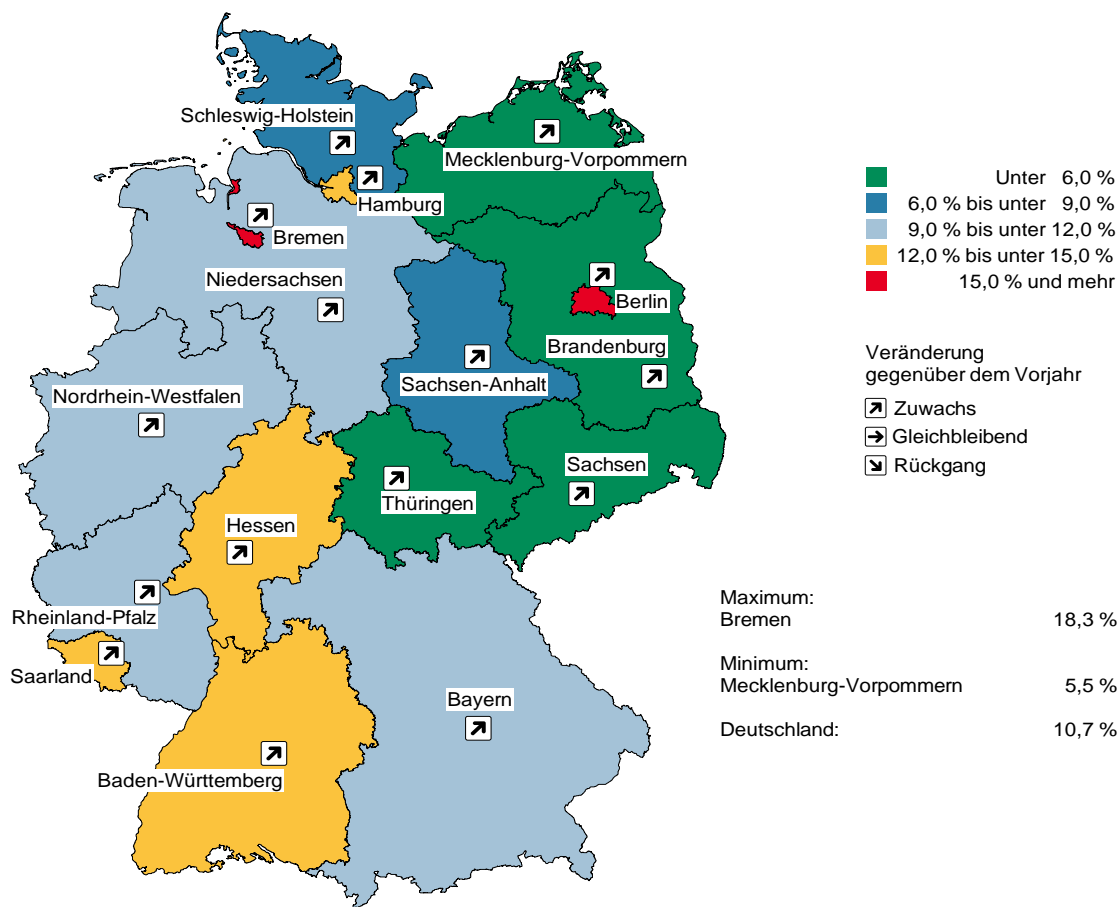 Schleswig-Holstein
Mecklenburg-Vorpommern
Hamburg
Bremen
Niedersachsen
Berlin
Brandenburg
Sachsen-Anhalt
Nordrhein-Westfalen
Sachsen
Thüringen
Hessen
Rheinland-Pfalz
Saarland
Bayern
Baden-Württemberg
Unter 6,0 %
6,0 % bis unter 9,0 %
9,0 % bis unter 12,0 %
12,0 % bis unter 15,0 %
15,0 % und mehr
Veränderung
gegenüber dem Vorjahr
Zuwachs
Gleichbleibend
Rückgang
Maximum:
Bremen 18,3 %
Minimum:
Mecklenburg-Vorpommern 5,5 %
Deutschland: 10,7 %